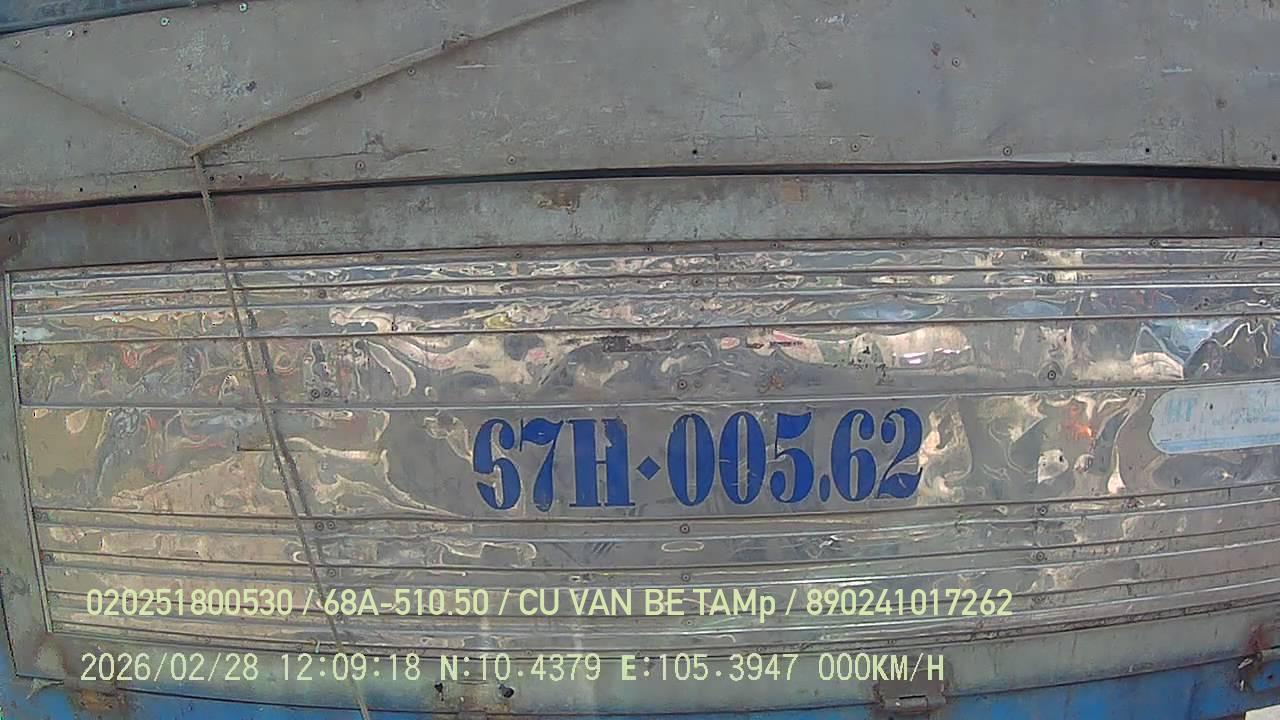 67H·005.62
HT
020251800530 / 68A-510.50 / CU VAN BE TAMp / 890241017262
2026/02/28 12:09:18 N:10.4379 E:105.3947 000KM/H